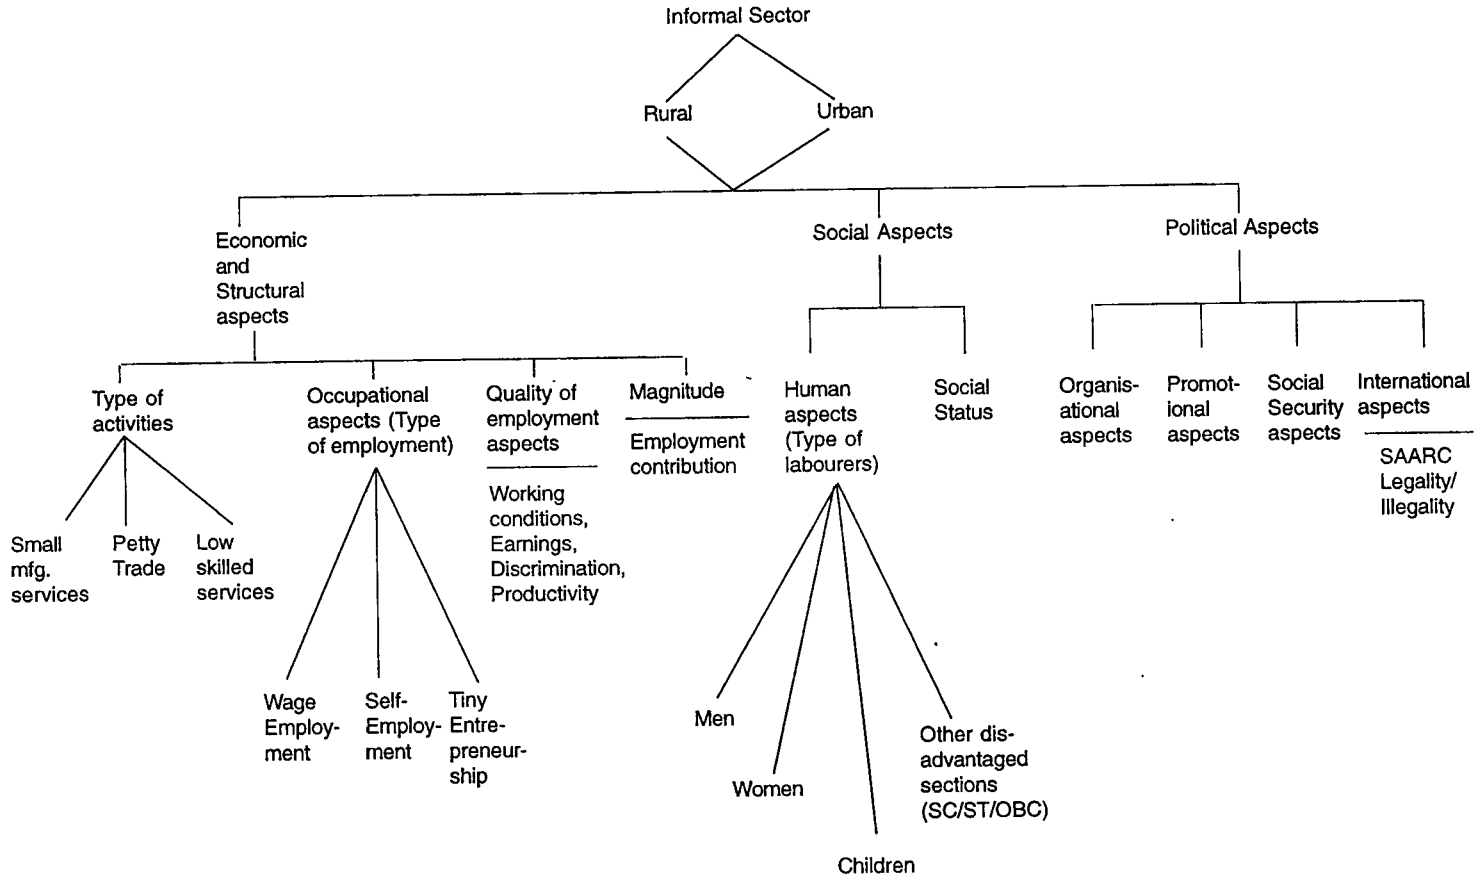 Informal Sector
Rural
Urban
Economic
and
Structural
aspects
Social Aspects
Political Aspects
Type of
activities
Occupational
aspects (Type
of employment)
Quality of
employment
aspects
Working
conditions,
Earnings,
Discrimination,
Productivity
Magnitude
Employment
contribution
Human
aspects
(Type of
labourers)
Social
Status
Organis-
ational
aspects
Promot-
ional
aspects
Social
Security
aspects
International
aspects
SAARC
Legality/
Illegality
Small
mfg.
services
Petty
Trade
Low
skilled
services
Wage
Employ-
ment
Self-
Employ-
ment
Tiny
Entre-
preneur-
ship
Men
Women
Children
Other dis-
advantaged
sections
(SC/ST/OBC)